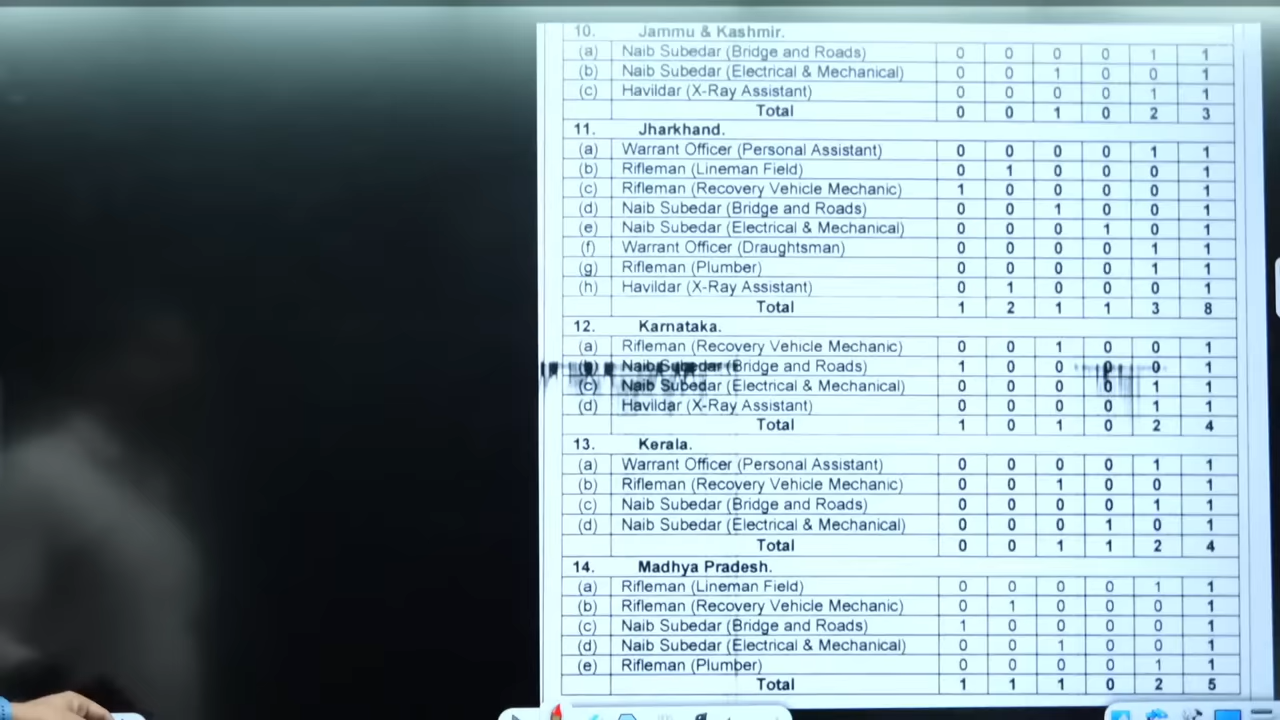 10. Jammu & Kashmir.
(a) Naib Subedar (Bridge and Roads) 0 0 0 0 1 1
(b) Naib Subedar (Electrical & Mechanical) 0 0 1 0 0 1
(c) Havildar (X-Ray Assistant) 0 0 0 0 1 1
Total 0 0 1 0 2 3
11. Jharkhand.
(a) Warrant Officer (Personal Assistant) 0 0 0 0 1 1
(b) Rifleman (Lineman Field) 0 1 0 0 0 1
(c) Rifleman (Recovery Vehicle Mechanic) 1 0 0 0 0 1
(d) Naib Subedar (Bridge and Roads) 0 0 1 0 0 1
(e) Naib Subedar (Electrical & Mechanical) 0 0 0 1 0 1
(f) Warrant Officer (Draughtsman) 0 0 0 0 1 1
(g) Rifleman (Plumber) 0 0 0 0 1 1
(h) Havildar (X-Ray Assistant) 0 1 0 0 0 1
Total 1 2 1 1 3 8
12. Karnataka.
(a) Rifleman (Recovery Vehicle Mechanic) 0 0 1 0 0 1
Naib Subedar (Bridge and Roads) 1 0 0 0 0 1
(c) Naib Subedar (Electrical & Mechanical) 0 0 0 0 1 1
(d) Havildar (X-Ray Assistant) 0 0 0 0 1 1
Total 1 0 1 0 2 4
13. Kerala.
(a) Warrant Officer (Personal Assistant) 0 0 0 0 1 1
(b) Rifleman (Recovery Vehicle Mechanic) 0 0 1 0 0 1
(c) Naib Subedar (Bridge and Roads) 0 0 0 0 1 1
(d) Naib Subedar (Electrical & Mechanical) 0 0 0 1 0 1
Total 0 0 1 1 2 4
14. Madhya Pradesh.
(a) Rifleman (Lineman Field) 0 0 0 0 1 1
(b) Rifleman (Recovery Vehicle Mechanic) 0 1 0 0 0 1
(c) Naib Subedar (Bridge and Roads) 1 0 0 0 0 1
(d) Naib Subedar (Electrical & Mechanical) 0 0 1 0 0 1
(e) Rifleman (Plumber) 0 0 0 0 1 1
Total 1 1 1 0 2 5